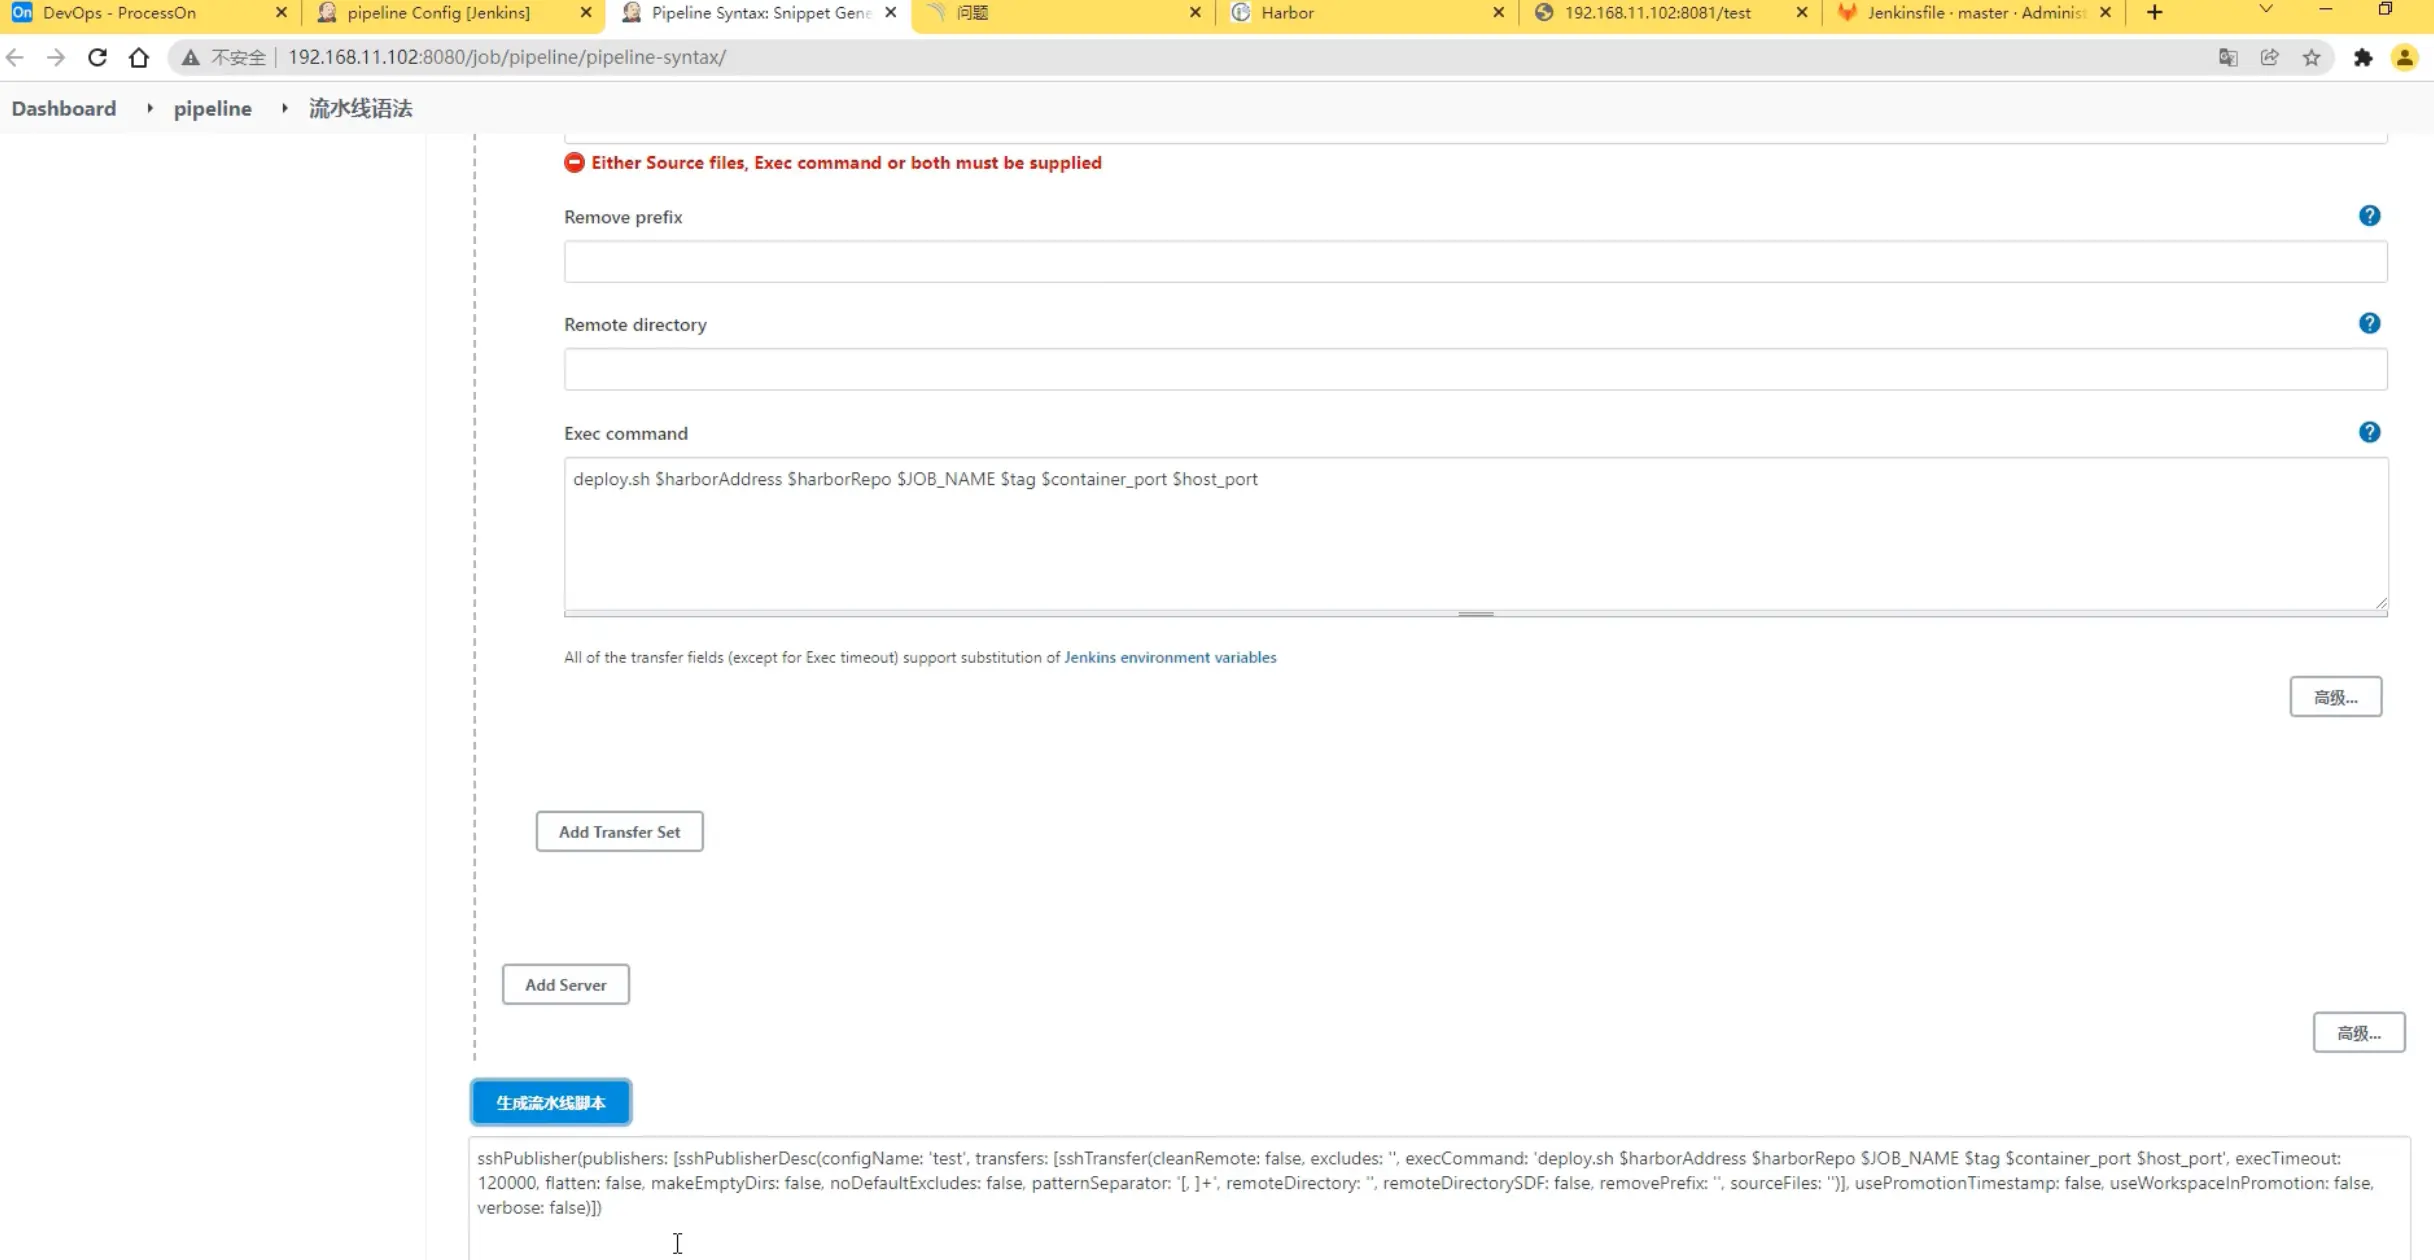 On DevOps - ProcessOn
pipeline Config [Jenkins]
Pipeline Syntax: Snippet Gene
问题
Harbor
192.168.11.102:8081/test
Jenkinsfile · master · Adminis
不安全
192.168.11.102:8080/job/pipeline/pipeline-syntax/
Dashboard
pipeline
流水线语法
Either Source files, Exec command or both must be supplied
Remove prefix
?
Remote directory
?
Exec command
?
deploy.sh $harborAddress $harborRepo $JOB_NAME $tag $container_port $host_port
All of the transfer fields (except for Exec timeout) support substitution of Jenkins environment variables
高级...
Add Transfer Set
Add Server
高级...
生成流水线脚本
sshPublisher(publishers: [sshPublisherDesc(configName: 'test', transfers: [sshTransfer(cleanRemote: false, excludes: '', execCommand: 'deploy.sh $harborAddress $harborRepo $JOB_NAME $tag $container_port $host_port', execTimeout:
120000, flatten: false, makeEmptyDirs: false, noDefaultExcludes: false, patternSeparator: '[, ]+', remoteDirectory: '', remoteDirectorySDF: false, removePrefix: '', sourceFiles: '')], usePromotionTimestamp: false, useWorkspaceInPromotion: false,
verbose: false)])